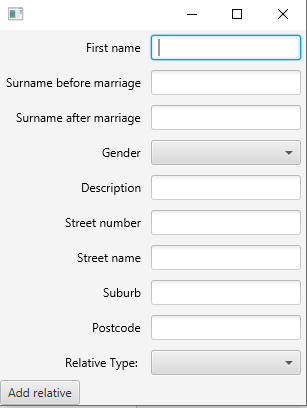 First name
Surname before marriage
Surname after marriage
Gender
Description
Street number
Street name
Suburb
Postcode
Relative Type:
Add relative